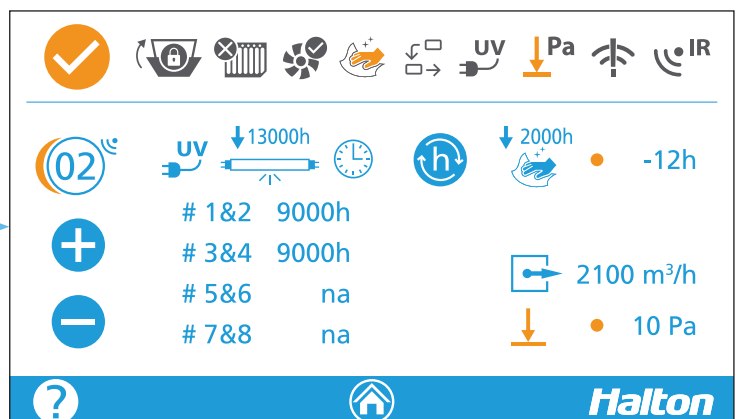 UV Pa IR
02 UV 13000h h 2000h -12h
# 1&2 9000h
# 3&4 9000h
# 5&6 na
# 7&8 na
2100 m³/h
10 Pa
? Halton